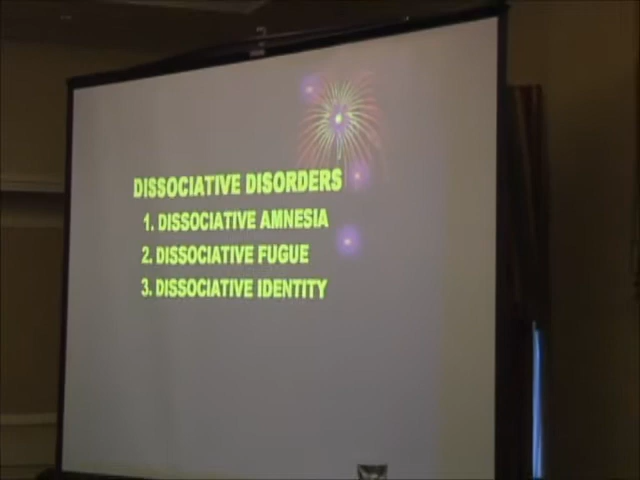 DISSOCIATIVE DISORDERS
1. DISSOCIATIVE AMNESIA
2. DISSOCIATIVE FUGUE
3. DISSOCIATIVE IDENTITY